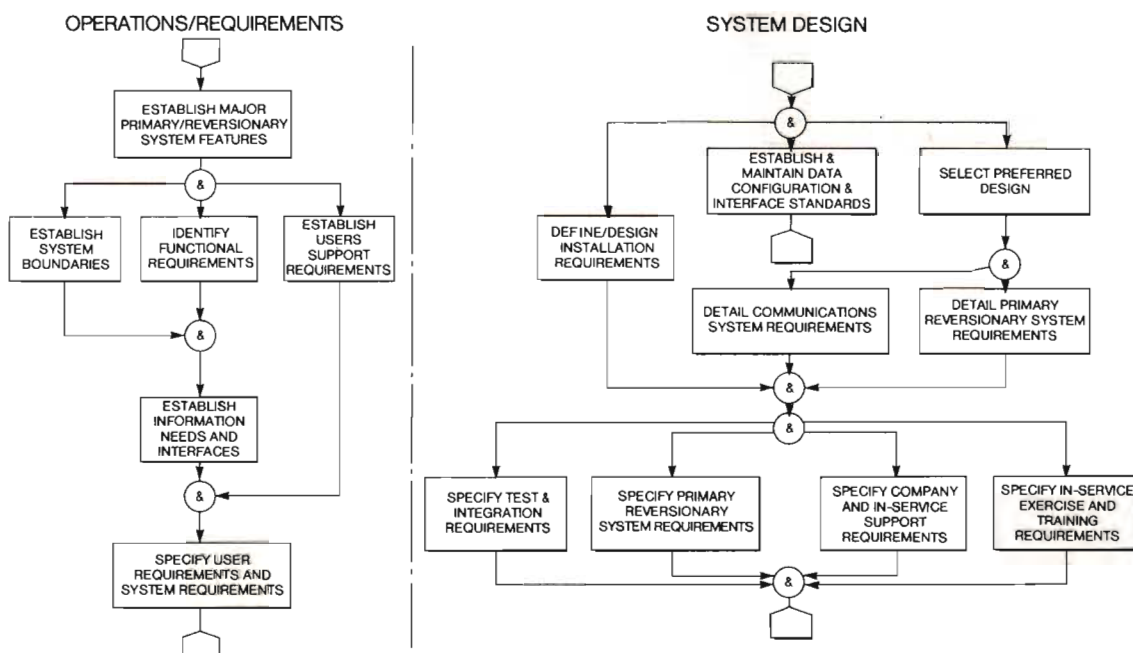 OPERATIONS/REQUIREMENTS
ESTABLISH MAJOR
PRIMARY/REVERSIONARY
SYSTEM FEATURES
&
ESTABLISH
SYSTEM
BOUNDARIES
IDENTIFY
FUNCTIONAL
REQUIREMENTS
ESTABLISH
USERS
SUPPORT
REQUIREMENTS
&
ESTABLISH
INFORMATION
NEEDS AND
INTERFACES
&
SPECIFY USER
REQUIREMENTS AND
SYSTEM REQUIREMENTS
SYSTEM DESIGN
&
DEFINE/DESIGN
INSTALLATION
REQUIREMENTS
ESTABLISH &
MAINTAIN DATA
CONFIGURATION &
INTERFACE STANDARDS
SELECT PREFERRED
DESIGN
&
DETAIL COMMUNICATIONS
SYSTEM REQUIREMENTS
DETAIL PRIMARY
REVERSIONARY SYSTEM
REQUIREMENTS
&
&
SPECIFY TEST &
INTEGRATION
REQUIREMENTS
SPECIFY PRIMARY
REVERSIONARY
SYSTEM REQUIREMENTS
SPECIFY COMPANY
AND IN-SERVICE
SUPPORT
REQUIREMENTS
SPECIFY IN-SERVICE
EXERCISE AND
TRAINING
REQUIREMENTS
&